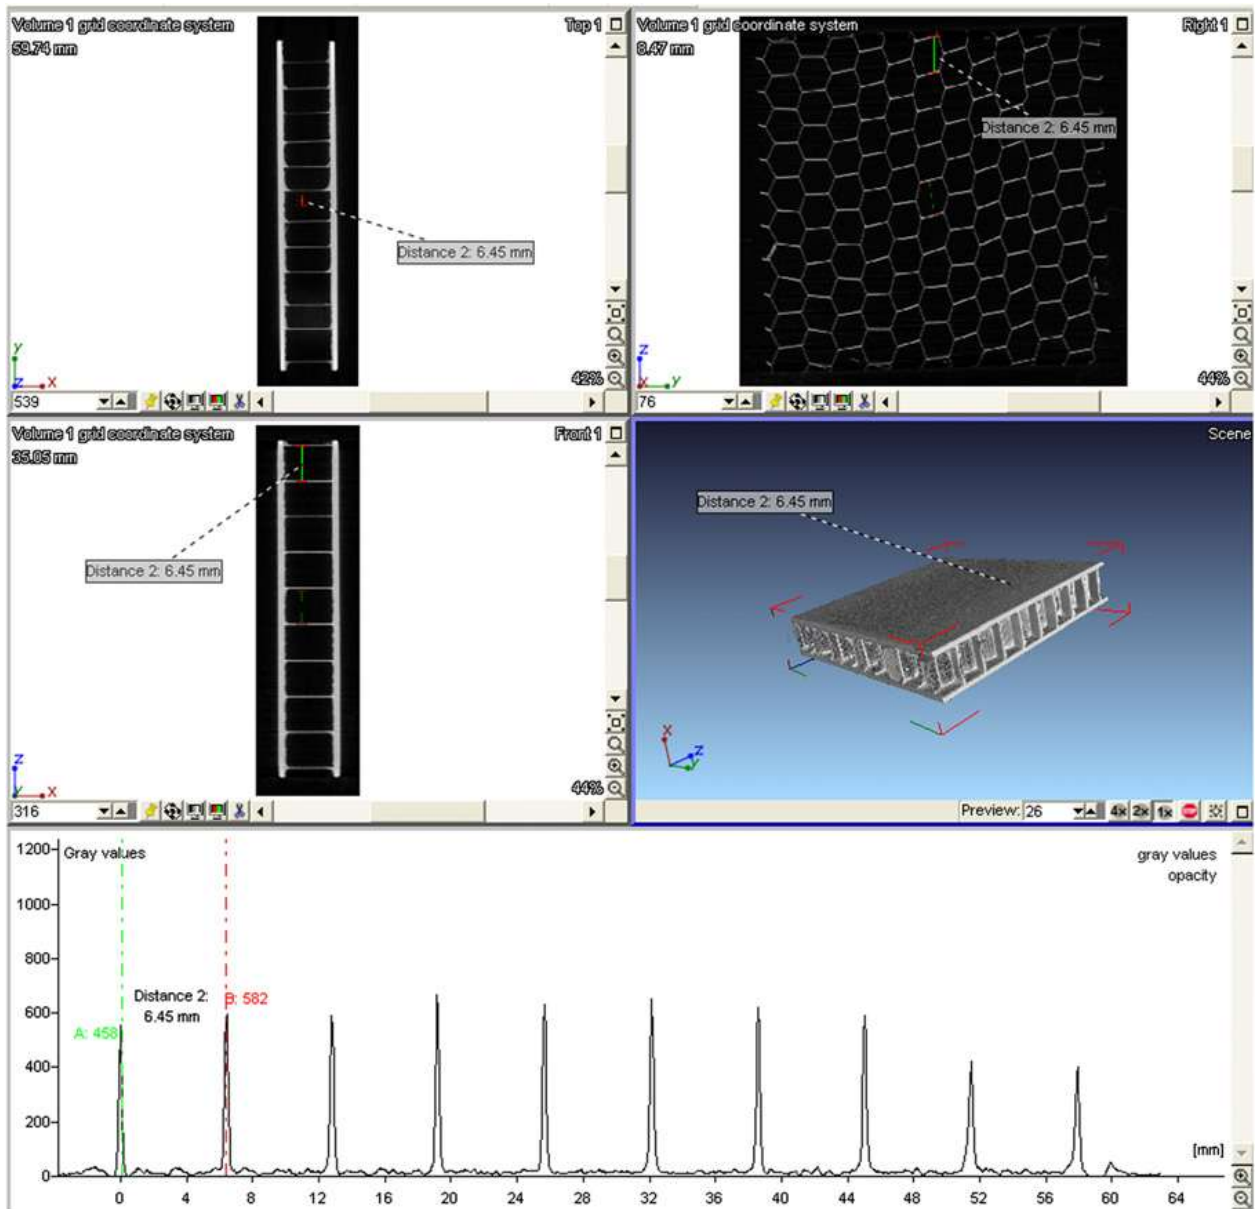 Volume 1 grid coordinate system
Top 1
59.74 mm
Distance 2: 6.45 mm
y
z
x
42%
539
Volume 1 grid coordinate system
Right 1
8.47 mm
Distance 2: 6.45 mm
z
x
y
44%
76
Volume 1 grid coordinate system
Front 1
35.05 mm
Distance 2: 6.45 mm
z
y
x
44%
316
Scene
Distance 2: 6.45 mm
x
z
y
Preview: 26
4x 2x 1x
1200
Gray values
gray values
opacity
1000
800
600
Distance 2:
6.45 mm
B: 582
A: 458
400
200
0
[mm]
0 4 8 12 16 20 24 28 32 36 40 44 48 52 56 60 64